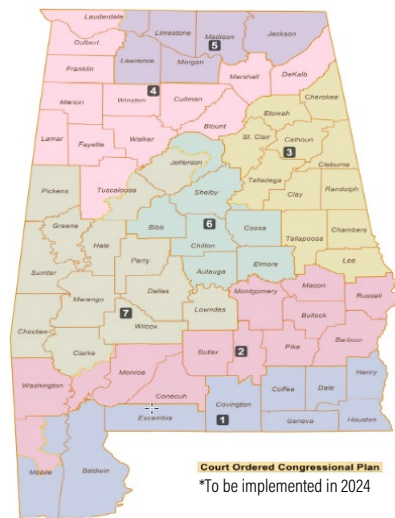 Lauderdale
Limestone
Madison
Jackson
Colbert
5
Lawrence
Morgan
Franklin
Marshall
DeKalb
4
Cherokee
Marion
Winston
Cullman
Etowah
Blount
Lamar
Fayette
Walker
St. Clair
Calhoun
3
Jefferson
Cleburne
Talladega
Pickens
Tuscaloosa
Shelby
Clay
Randolph
Greene
6
Hale
Bibb
Coosa
Chambers
Chilton
Tallapoosa
Perry
Sumter
Autauga
Elmore
Lee
Dallas
Macon
Marengo
Montgomery
Russell
7
Lowndes
Bullock
Choctaw
Wilcox
Butler
2
Pike
Barbour
Clarke
Monroe
Henry
Washington
Conecuh
Coffee
Dale
Covington
Escambia
1
Geneva
Houston
Mobile
Baldwin
Court Ordered Congressional Plan
*To be implemented in 2024